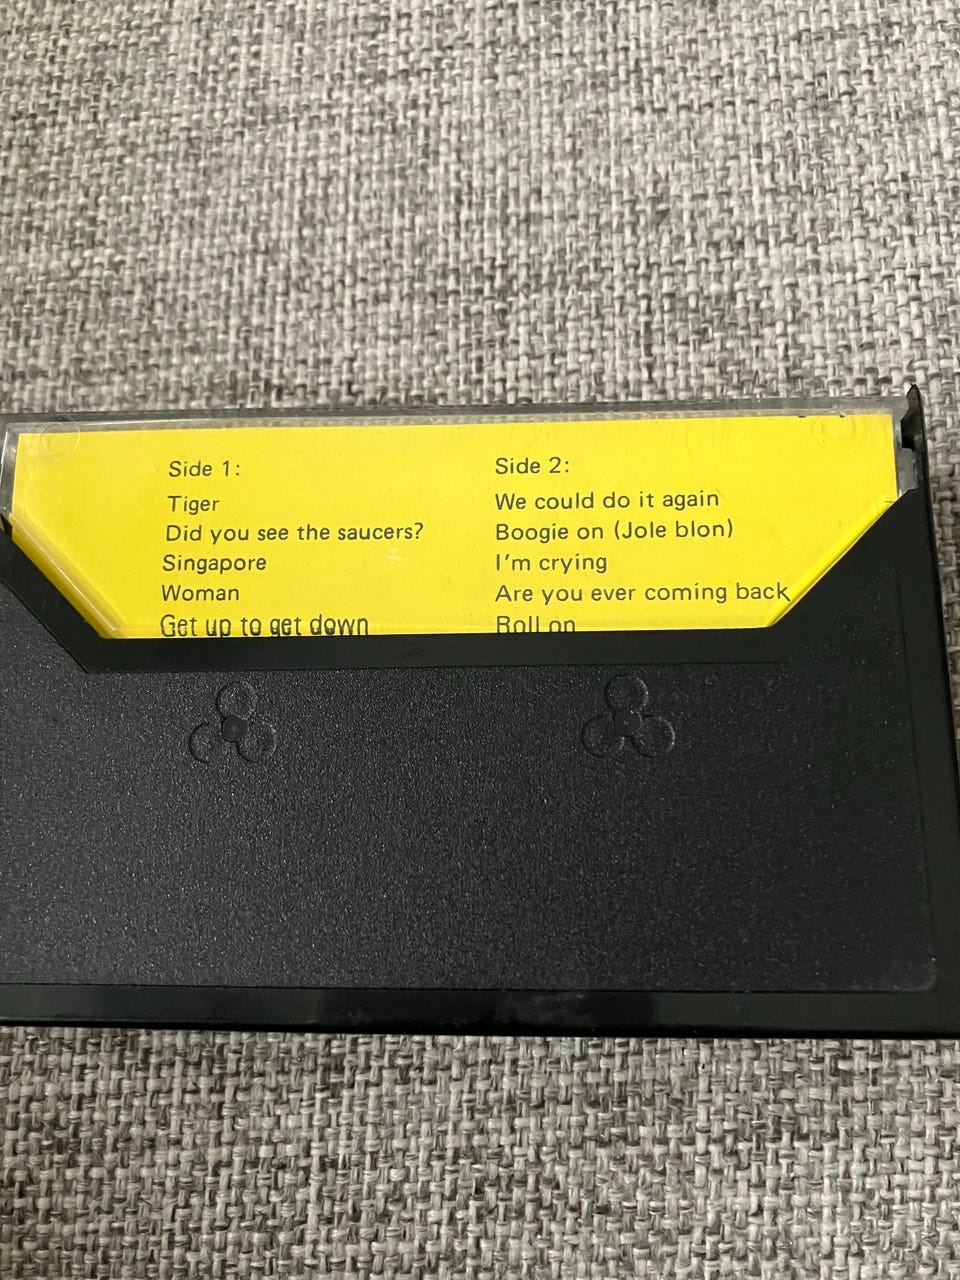 Side 1:
Tiger
Did you see the saucers?
Singapore
Woman
Get up to get down
Side 2:
We could do it again
Boogie on (Jole blon)
I'm crying
Are you ever coming back
Roll on